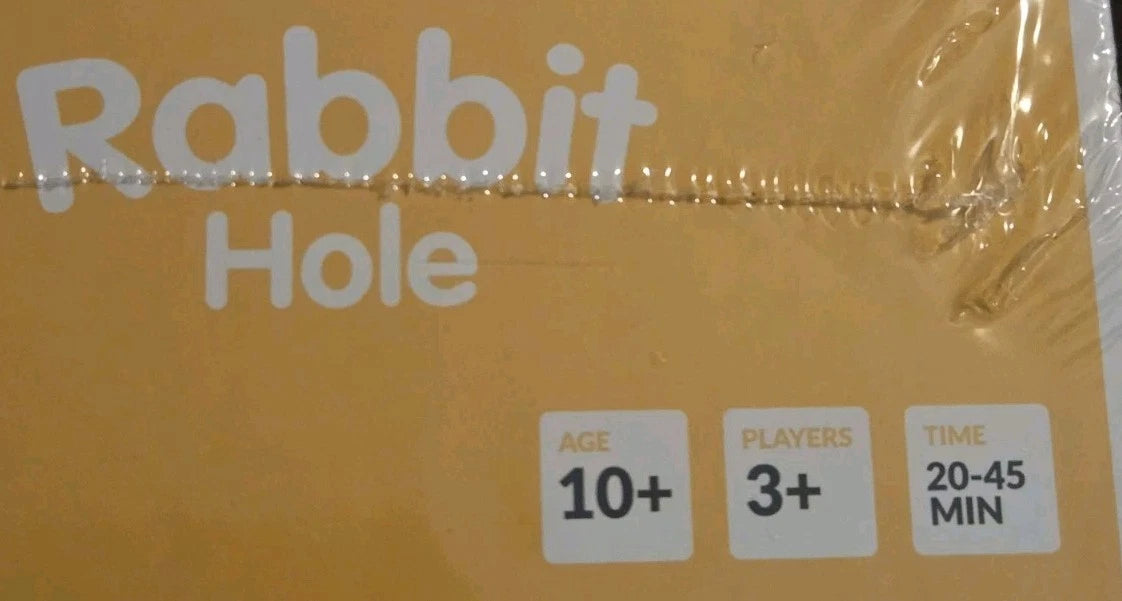 Rabbit
Hole
AGE
10+
PLAYERS
3+
TIME
20-45
MIN